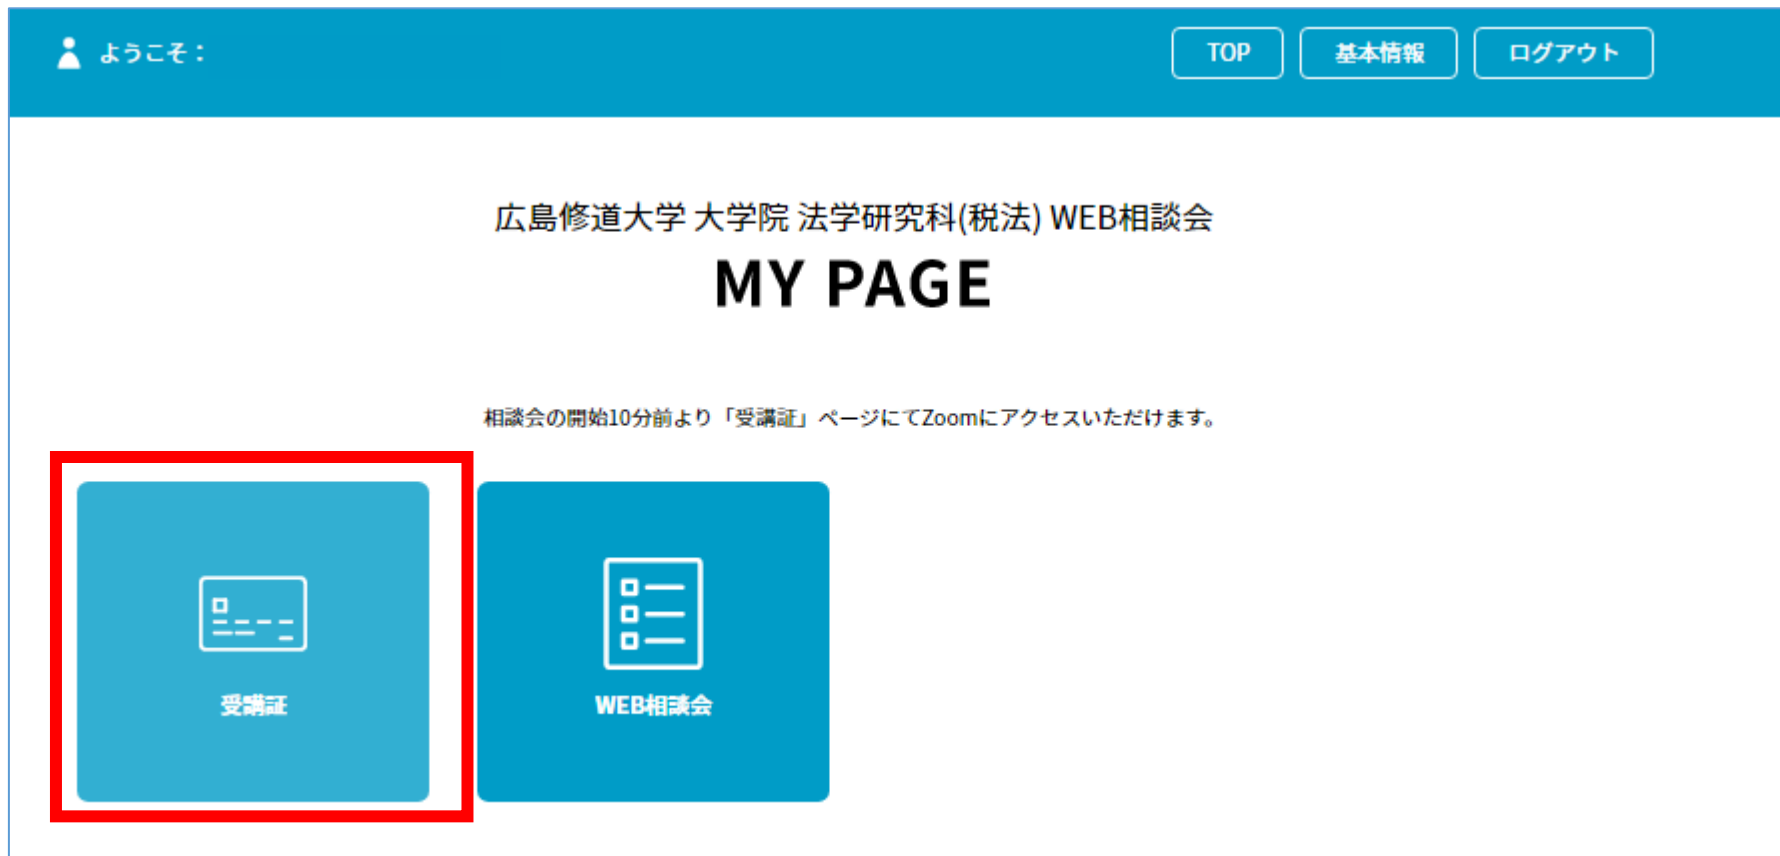 ようこそ：
TOP
基本情報
ログアウト
広島修道大学 大学院 法学研究科(税法) WEB相談会
MY PAGE
相談会の開始10分前より「受講証」ページにてZoomにアクセスいただけます。
受講証
WEB相談会